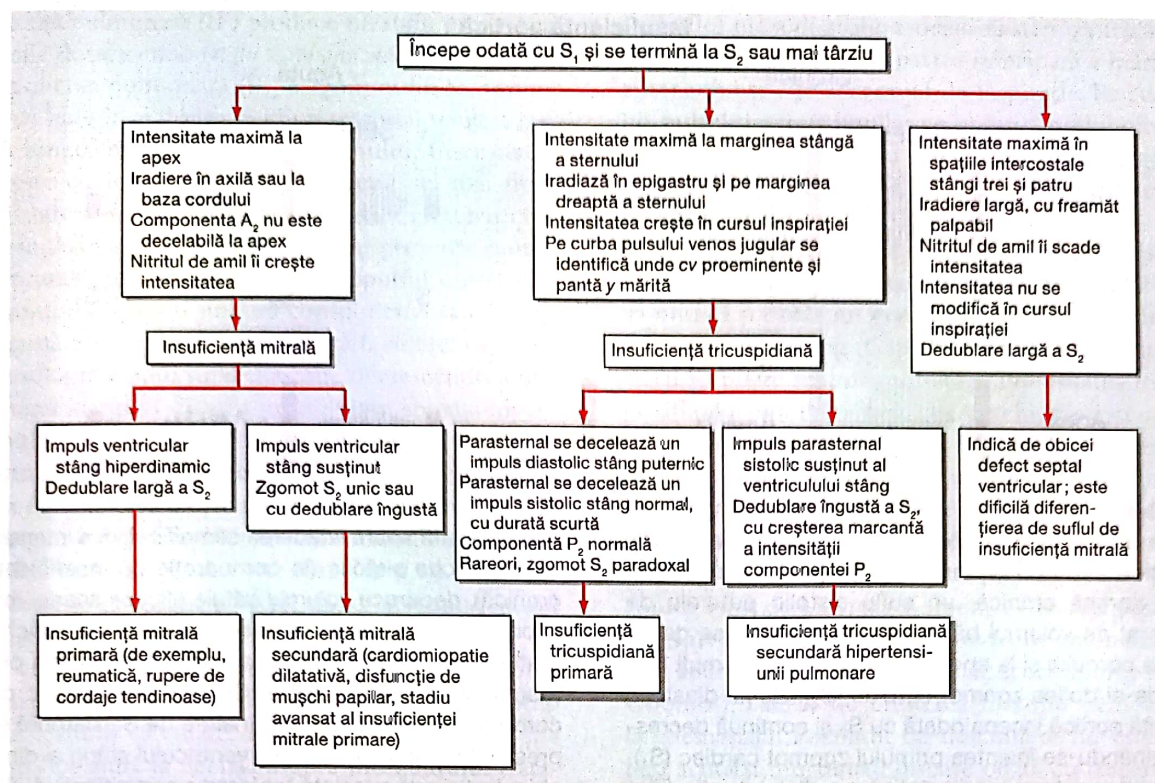 Începe odată cu S₁ și se termină la S₂ sau mai târziu
Intensitate maximă la
apex
Iradiere în axilă sau la
baza cordului
Componenta A₂ nu este
decelabilă la apex
Nitritul de amil îi crește
intensitatea
Intensitate maximă la marginea stângă
a sternului
Iradiază în epigastru și pe marginea
dreaptă a sternului
Intensitatea crește în cursul inspirației
Pe curba pulsului venos jugular se
identifică unde cv proeminente și
pantă y mărită
Intensitate maximă în
spațiile intercostale
stângi trei și patru
Iradiere largă, cu freamăt
palpabil
Nitritul de amil îi scade
intensitatea
Intensitatea nu se
modifică în cursul
inspirației
Dedublare largă a S₂
Insuficiență mitrală
Insuficiență tricuspidiană
Impuls ventricular
stâng hiperdinamic
Dedublare largă a S₂
Impuls ventricular
stâng susținut
Zgomot S₂ unic sau
cu dedublare îngustă
Parasternal se decelează un
impuls diastolic stâng puternic
Parasternal se decelează un
impuls sistolic stâng normal,
cu durată scurtă
Componentă P₂ normală
Rareori, zgomot S₂ paradoxal
Impuls parasternal
sistolic susținut al
ventriculului stâng
Dedublare îngustă a S₂,
cu creșterea marcantă
a intensității
componentei P₂
Indică de obicei
defect septal
ventricular; este
dificilă diferen-
țierea de suflul de
insuficiență mitrală
Insuficiență mitrală
primară (de exemplu,
reumatică, rupere de
cordaje tendinoase)
Insuficiență mitrală
secundară (cardiomiopatie
dilatativă, disfuncție de
mușchi papillar, stadiu
avansat al insuficienței
mitrale primare)
Insuficiență
tricuspidiană
primară
Insuficiență tricuspidiană
secundară hipertensi-
unii pulmonare